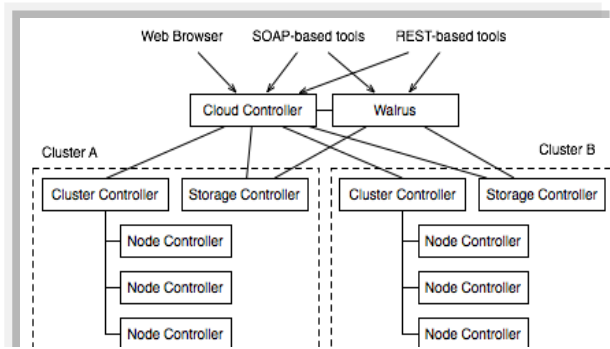 Web Browser SOAP-based tools REST-based tools
Cloud Controller Walrus
Cluster A Cluster B
Cluster Controller Storage Controller Cluster Controller Storage Controller
Node Controller Node Controller
Node Controller Node Controller
Node Controller Node Controller